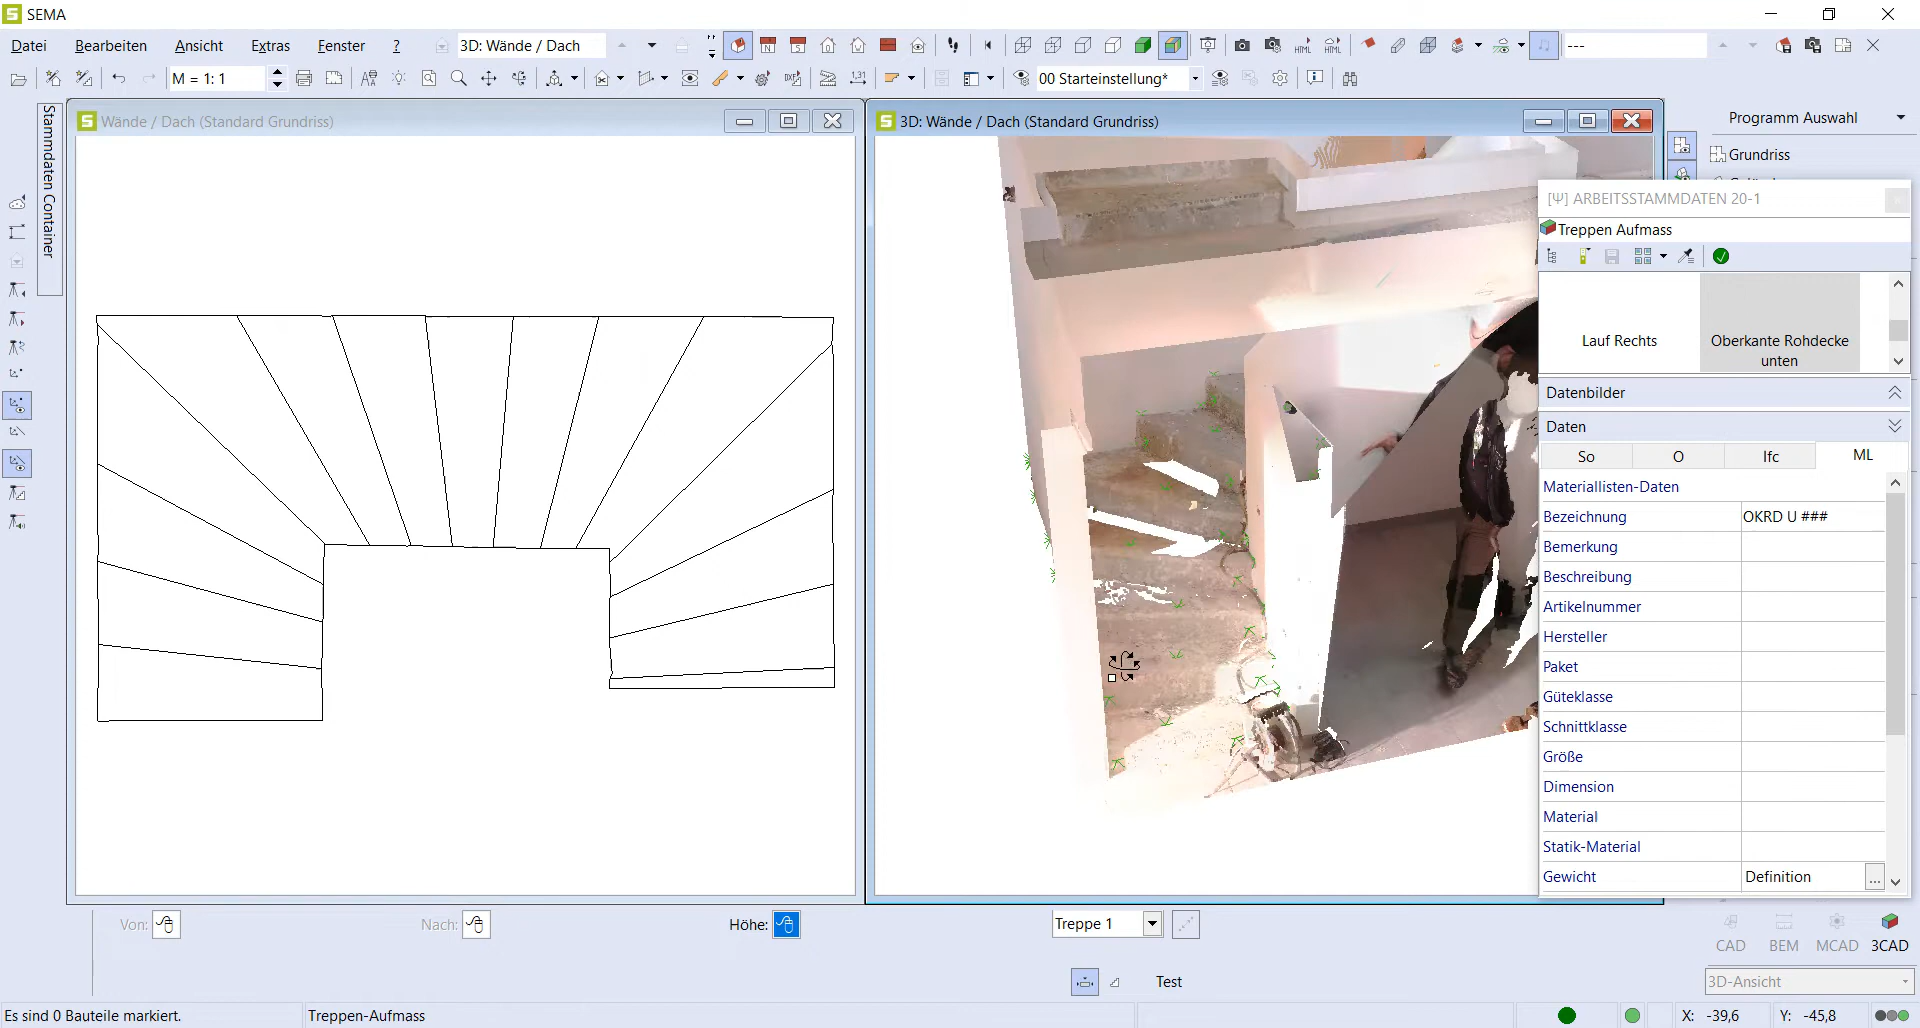 SEMA
Datei Bearbeiten Ansicht Extras Fenster ? 3D: Wände / Dach ---
M = 1: 1 00 Starteinstellung*
Stammdaten Container
Wände / Dach (Standard Grundriss)
3D: Wände / Dach (Standard Grundriss)
Programm Auswahl
Grundriss
[Ψ] ARBEITSSTAMMDATEN 20-1
Treppen Aufmass
Lauf Rechts
Oberkante Rohdecke
unten
Datenbilder
Daten
So O Ifc ML
Materiallisten-Daten
Bezeichnung OKRD U ###
Bemerkung
Beschreibung
Artikelnummer
Hersteller
Paket
Güteklasse
Schnittklasse
Größe
Dimension
Material
Statik-Material
Gewicht Definition ...
Von: Nach: Höhe: Treppe 1
CAD BEM MCAD 3CAD
Test
3D-Ansicht
Es sind 0 Bauteile markiert. Treppen-Aufmass X: -39,6 Y: -45,8